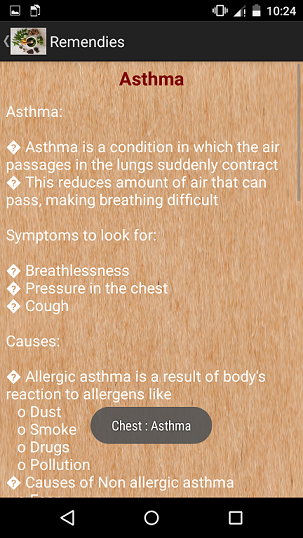 10:24
Remendies
Asthma
Asthma:
� Asthma is a condition in which the air
passages in the lungs suddenly contract
� This reduces amount of air that can
pass, making breathing difficult
Symptoms to look for:
� Breathlessness
� Pressure in the chest
� Cough
Causes:
� Allergic asthma is a result of body's
reaction to allergens like
o Dust
o Smoke
o Drugs
o Pollution
Chest : Asthma
� Causes of Non allergic asthma